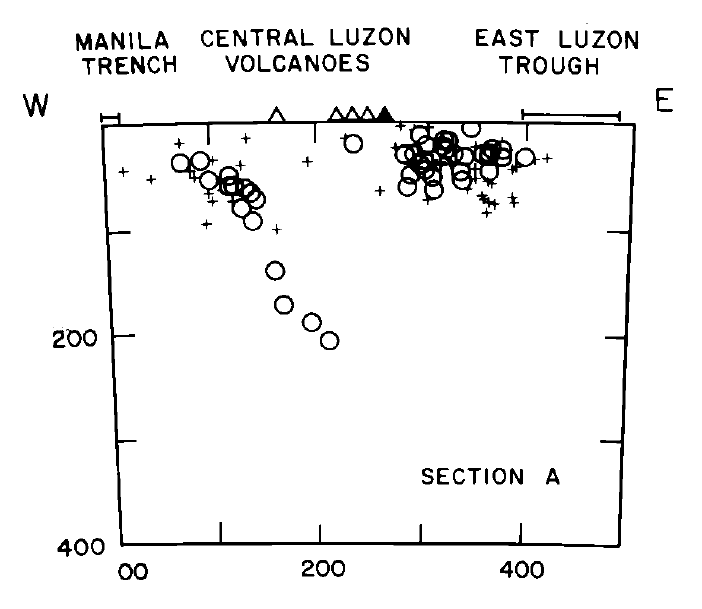 MANILA TRENCH
CENTRAL LUZON VOLCANOES
EAST LUZON TROUGH
W
E
200
SECTION A
400
00
200
400